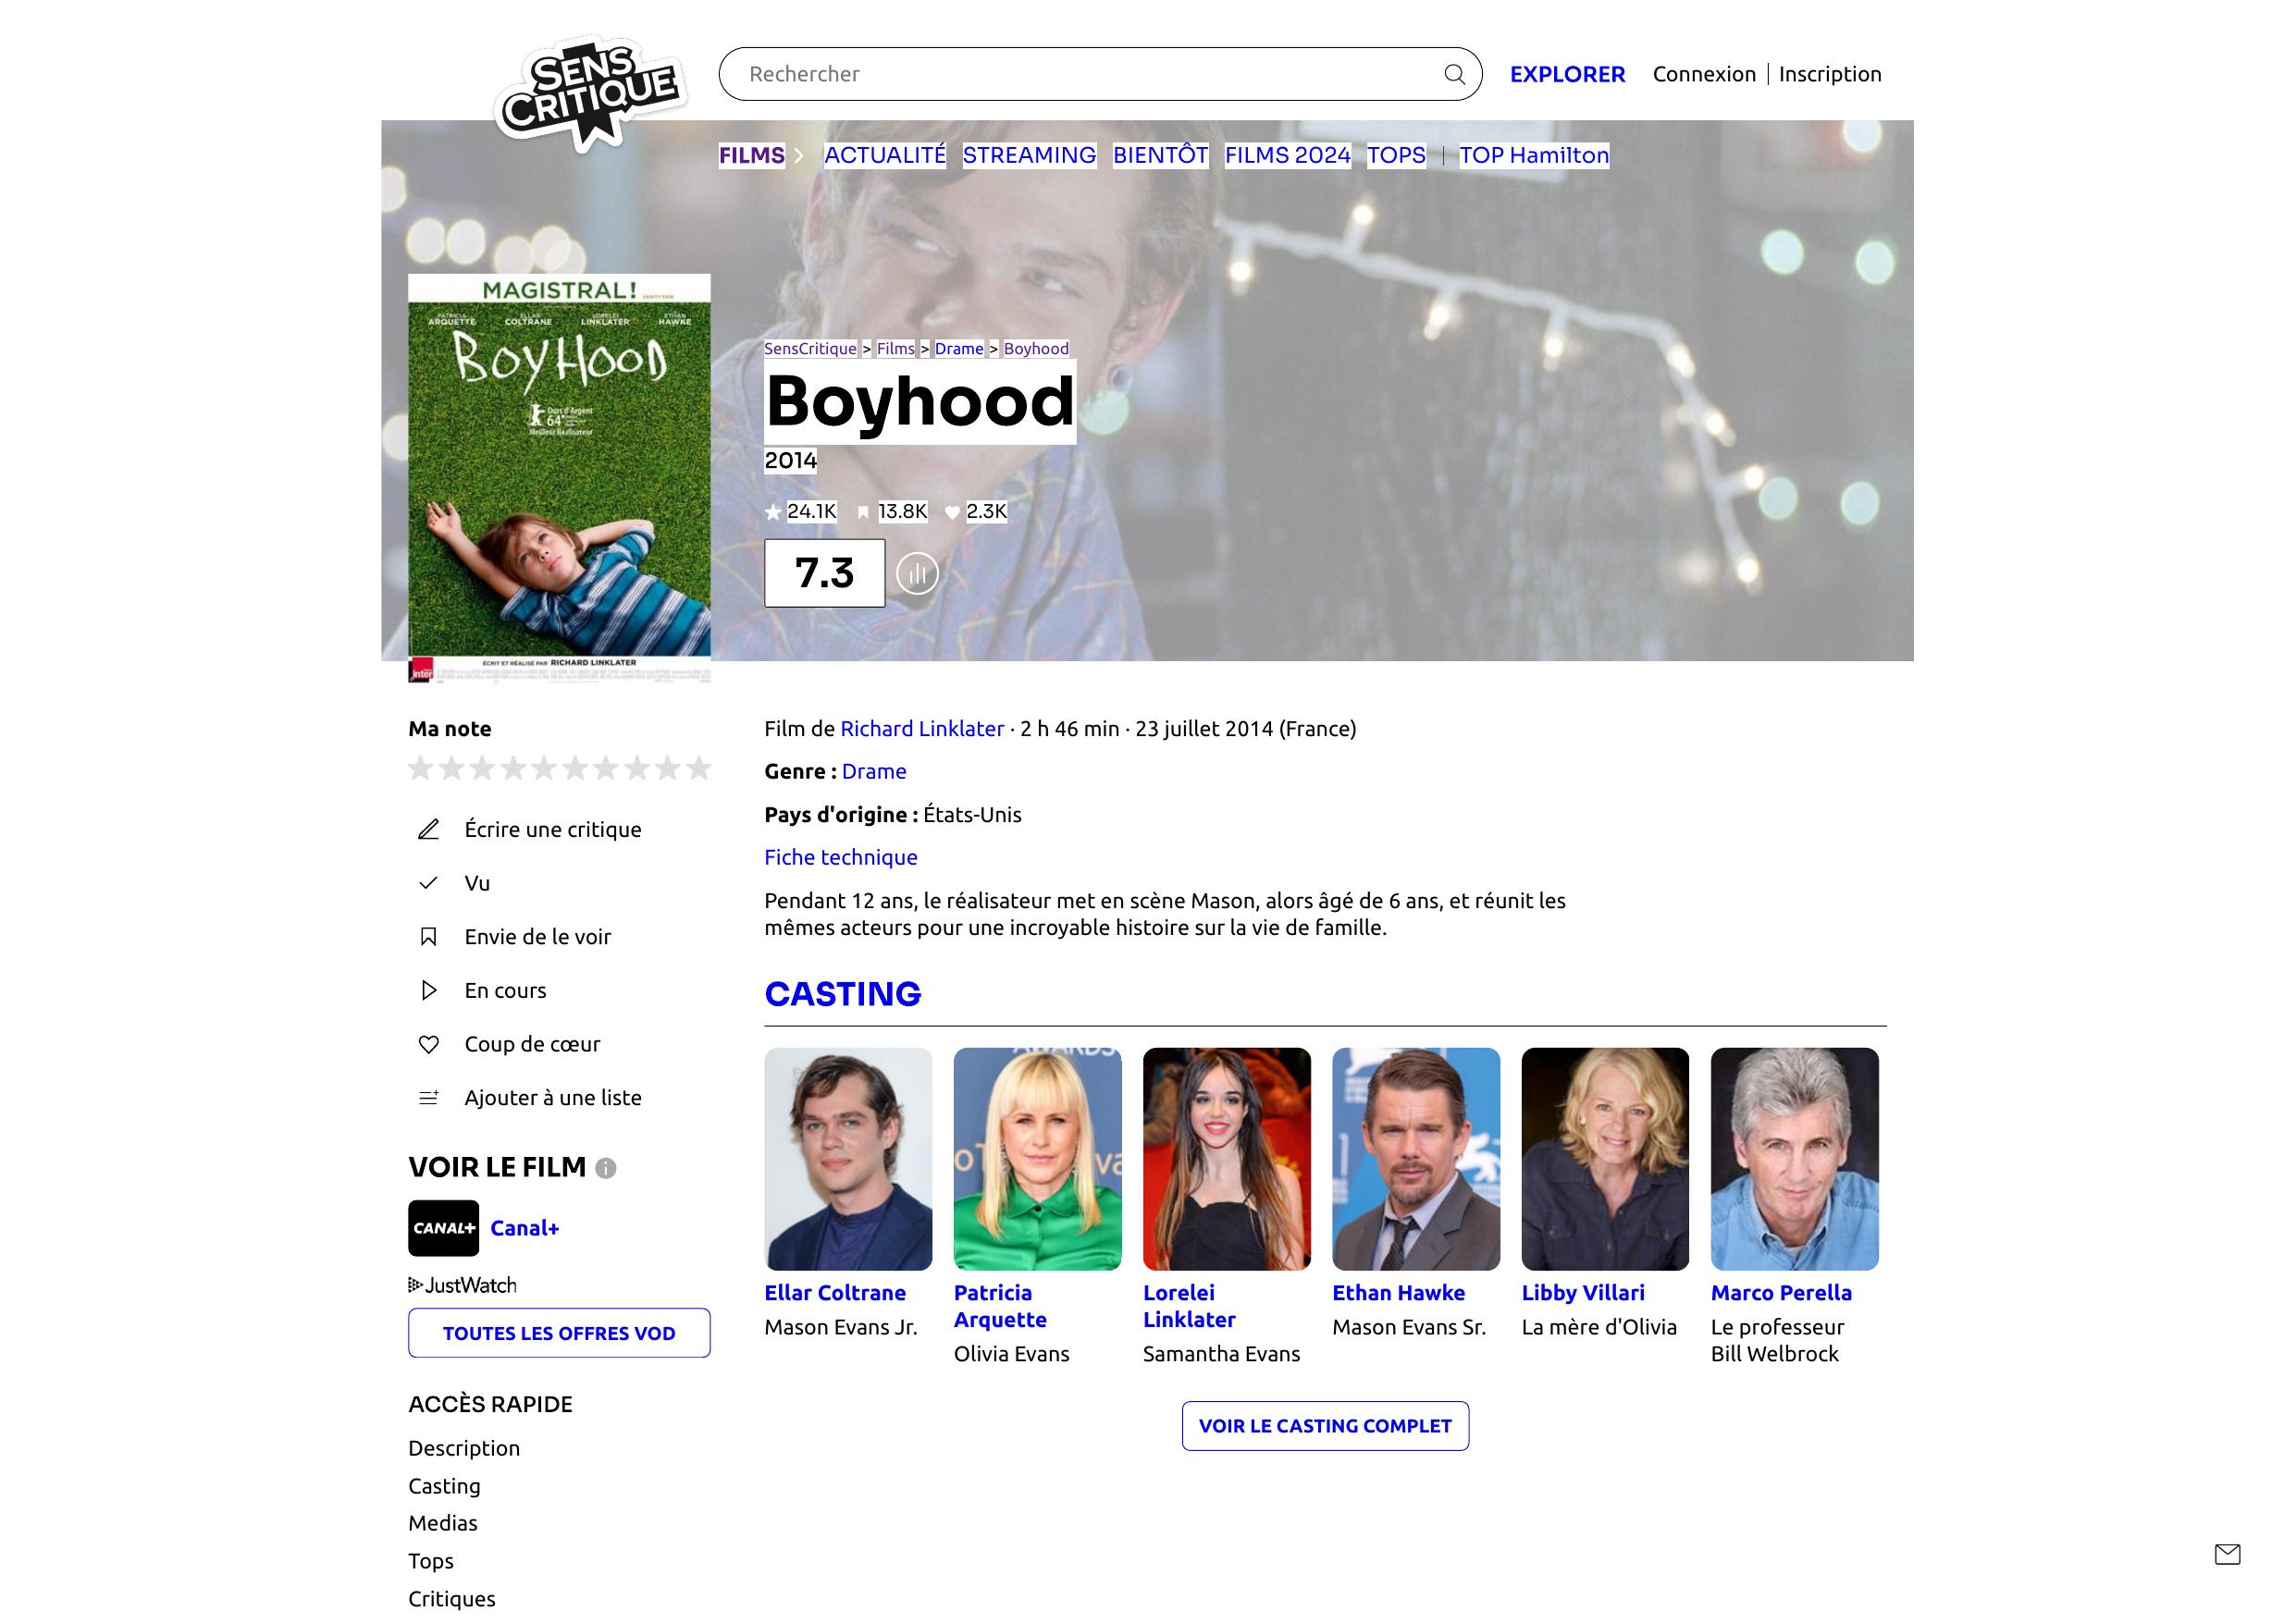 SENS
CRITIQUE
Rechercher
EXPLORER
Connexion
Inscription
FILMS
ACTUALITÉ
STREAMING
BIENTÔT
FILMS 2024
TOPS
TOP Hamilton
MAGISTRAL! VANITY FAIR
PATRICIA ARQUETTE
ELLAR COLTRANE
LORELEI LINKLATER
ETHAN HAWKE
BOYHOOD
Ours d'Argent
64
Meilleur Réalisateur
ÉCRIT ET RÉALISÉ PAR RICHARD LINKLATER
inter
SensCritique > Films > Drame > Boyhood
Boyhood
2014
24.1K
13.8K
2.3K
7.3
Ma note
Écrire une critique
Vu
Envie de le voir
En cours
Coup de cœur
Ajouter à une liste
VOIR LE FILM
CANAL+
Canal+
JustWatch
TOUTES LES OFFRES VOD
ACCÈS RAPIDE
Description
Casting
Medias
Tops
Critiques
Film de Richard Linklater · 2 h 46 min · 23 juillet 2014 (France)
Genre : Drame
Pays d'origine : États-Unis
Fiche technique
Pendant 12 ans, le réalisateur met en scène Mason, alors âgé de 6 ans, et réunit les
mêmes acteurs pour une incroyable histoire sur la vie de famille.
CASTING
Ellar Coltrane
Mason Evans Jr.
Patricia
Arquette
Olivia Evans
Lorelei
Linklater
Samantha Evans
Ethan Hawke
Mason Evans Sr.
Libby Villari
La mère d'Olivia
Marco Perella
Le professeur
Bill Welbrock
VOIR LE CASTING COMPLET